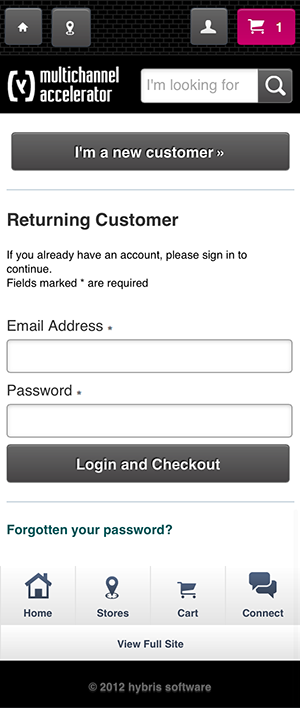 1
multichannel
accelerator
I'm looking for
I'm a new customer »
Returning Customer
If you already have an account, please sign in to
continue.
Fields marked * are required
Email Address *
Password *
Login and Checkout
Forgotten your password?
Home Stores Cart Connect
View Full Site
© 2012 hybris software